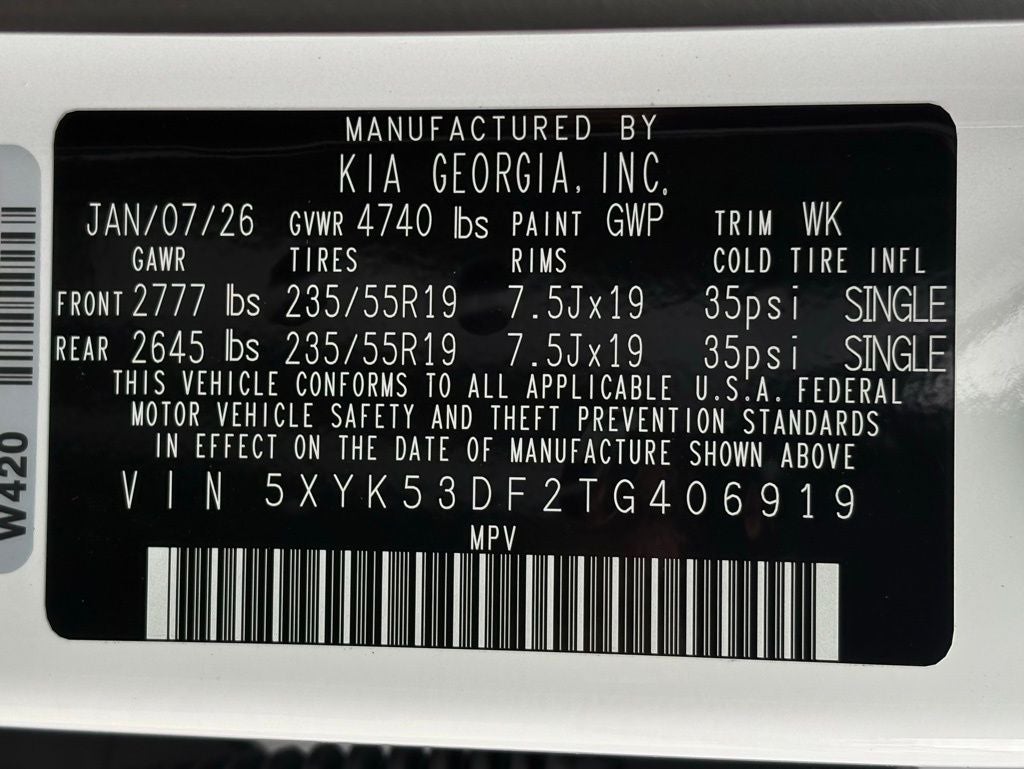 MANUFACTURED BY
KIA GEORGIA, INC.
JAN/07/26 GVWR 4740 lbs PAINT GWP TRIM WK
GAWR TIRES RIMS COLD TIRE INFL
FRONT 2777 lbs 235/55R19 7.5Jx19 35psi SINGLE
REAR 2645 lbs 235/55R19 7.5Jx19 35psi SINGLE
THIS VEHICLE CONFORMS TO ALL APPLICABLE U.S.A. FEDERAL
MOTOR VEHICLE SAFETY AND THEFT PREVENTION STANDARDS
IN EFFECT ON THE DATE OF MANUFACTURE SHOWN ABOVE
VIN 5XYK53DF2TG406919
MPV
W420